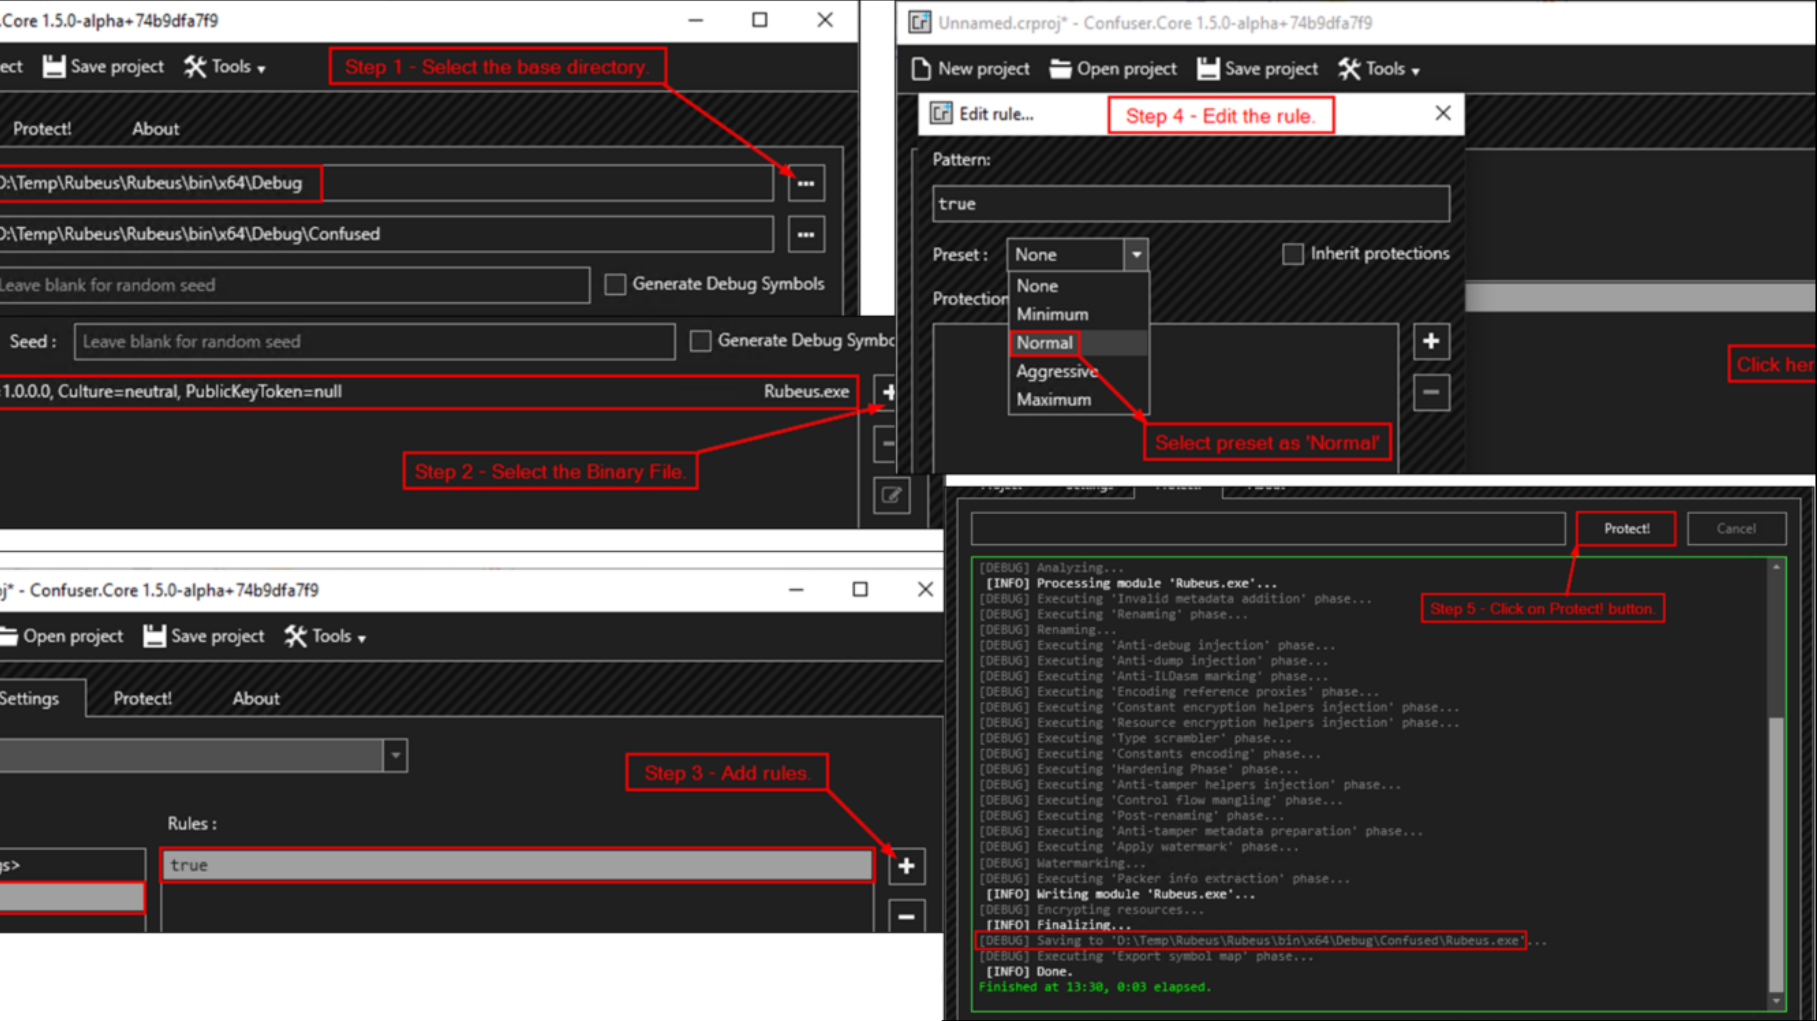 .Core 1.5.0-alpha+74b9dfa7f9
ect Save project Tools
Step 1 - Select the base directory.
Protect! About
D:\Temp\Rubeus\Rubeus\bin\x64\Debug ...
D:\Temp\Rubeus\Rubeus\bin\x64\Debug\Confused ...
Leave blank for random seed Generate Debug Symbols
Seed : Leave blank for random seed Generate Debug Symbo
=1.0.0.0, Culture=neutral, PublicKeyToken=null Rubeus.exe
Step 2 - Select the Binary File.
oj* - Confuser.Core 1.5.0-alpha+74b9dfa7f9
Open project Save project Tools
Settings Protect! About
Step 3 - Add rules.
Rules :
gs> true
Unnamed.crproj* - Confuser.Core 1.5.0-alpha+74b9dfa7f9
New project Open project Save project Tools
Edit rule...
Step 4 - Edit the rule.
Pattern:
true
Preset : None Inherit protections
None
Protection
Minimum
Normal
Aggressive
Maximum
Click her
Select preset as 'Normal'
Protect! Cancel
Step 5 - Click on Protect! button.
[DEBUG] Analyzing...
[INFO] Processing module 'Rubeus.exe'...
[DEBUG] Executing 'Invalid metadata addition' phase...
[DEBUG] Executing 'Renaming' phase...
[DEBUG] Renaming...
[DEBUG] Executing 'Anti-debug injection' phase...
[DEBUG] Executing 'Anti-dump injection' phase...
[DEBUG] Executing 'Anti-ILDasm marking' phase...
[DEBUG] Executing 'Encoding reference proxies' phase...
[DEBUG] Executing 'Constant encryption helpers injection' phase...
[DEBUG] Executing 'Resource encryption helpers injection' phase...
[DEBUG] Executing 'Type scrambler' phase...
[DEBUG] Executing 'Constants encoding' phase...
[DEBUG] Executing 'Hardening Phase' phase...
[DEBUG] Executing 'Anti-tamper helpers injection' phase...
[DEBUG] Executing 'Control flow mangling' phase...
[DEBUG] Executing 'Post-renaming' phase...
[DEBUG] Executing 'Anti-tamper metadata preparation' phase...
[DEBUG] Executing 'Apply watermark' phase...
[DEBUG] Watermarking...
[DEBUG] Executing 'Packer info extraction' phase...
[INFO] Writing module 'Rubeus.exe'...
[DEBUG] Encrypting resources...
[INFO] Finalizing...
[DEBUG] Saving to 'D:\Temp\Rubeus\Rubeus\bin\x64\Debug\Confused\Rubeus.exe'...
[DEBUG] Executing 'Export symbol map' phase...
[INFO] Done.
Finished at 13:30, 0:03 elapsed.